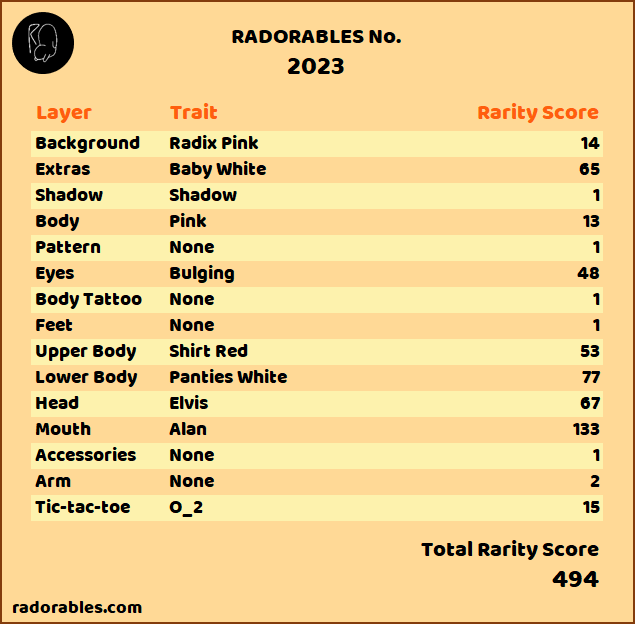 RADORABLES No.
2023
Layer Trait Rarity Score
Background Radix Pink 14
Extras Baby White 65
Shadow Shadow 1
Body Pink 13
Pattern None 1
Eyes Bulging 48
Body Tattoo None 1
Feet None 1
Upper Body Shirt Red 53
Lower Body Panties White 77
Head Elvis 67
Mouth Alan 133
Accessories None 1
Arm None 2
Tic-tac-toe O_2 15
Total Rarity Score
494
radorables.com